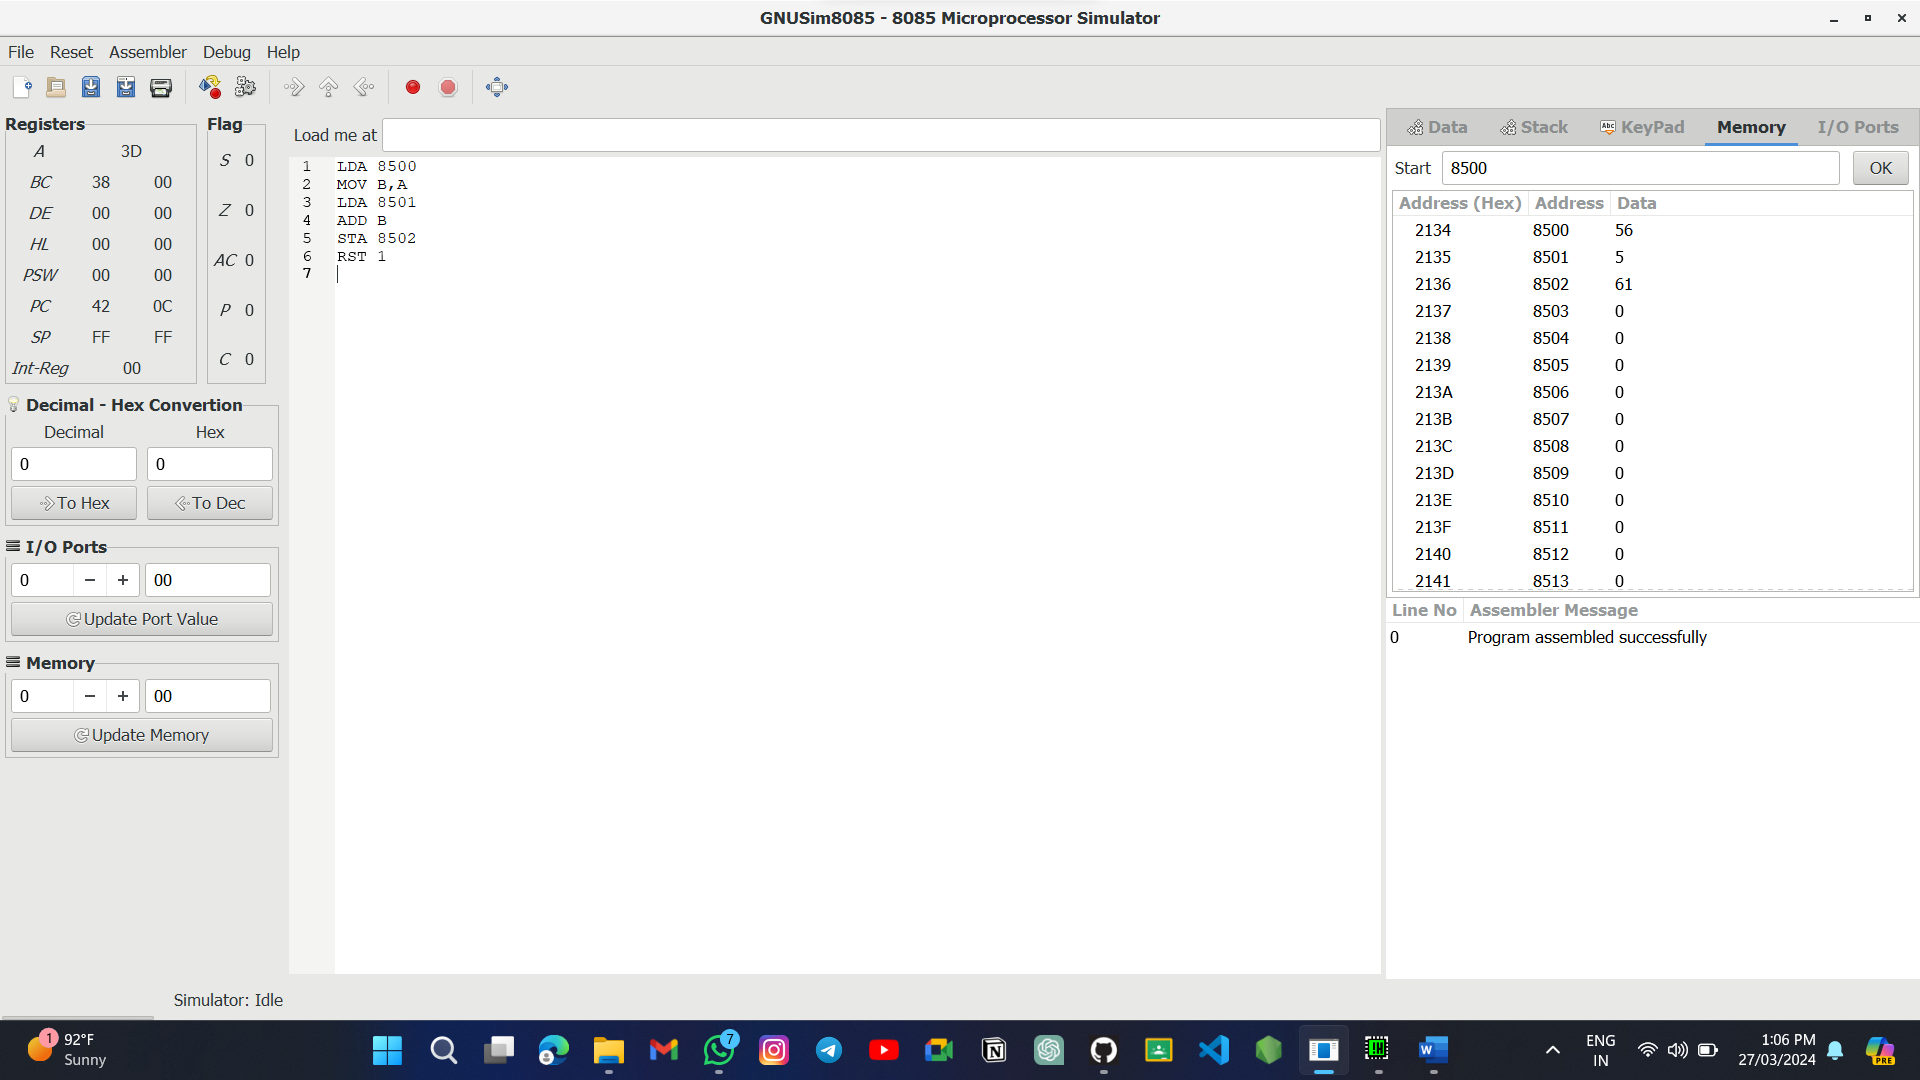 GNUSim8085 - 8085 Microprocessor Simulator
File Reset Assembler Debug Help
Registers
A 3D
BC 38 00
DE 00 00
HL 00 00
PSW 00 00
PC 42 0C
SP FF FF
Int-Reg 00
Flag
S 0
Z 0
AC 0
P 0
C 0
Decimal - Hex Convertion
Decimal Hex
0 0
To Hex To Dec
I/O Ports
0 − + 00
Update Port Value
Memory
0 − + 00
Update Memory
Load me at
1 LDA 8500
2 MOV B,A
3 LDA 8501
4 ADD B
5 STA 8502
6 RST 1
7
Data Stack Abc KeyPad Memory I/O Ports
Start 8500 OK
Address (Hex) Address Data
2134 8500 56
2135 8501 5
2136 8502 61
2137 8503 0
2138 8504 0
2139 8505 0
213A 8506 0
213B 8507 0
213C 8508 0
213D 8509 0
213E 8510 0
213F 8511 0
2140 8512 0
2141 8513 0
Line No Assembler Message
0 Program assembled successfully
Simulator: Idle
1 92°F
Sunny
7
ENG
IN
1:06 PM
27/03/2024
PRE